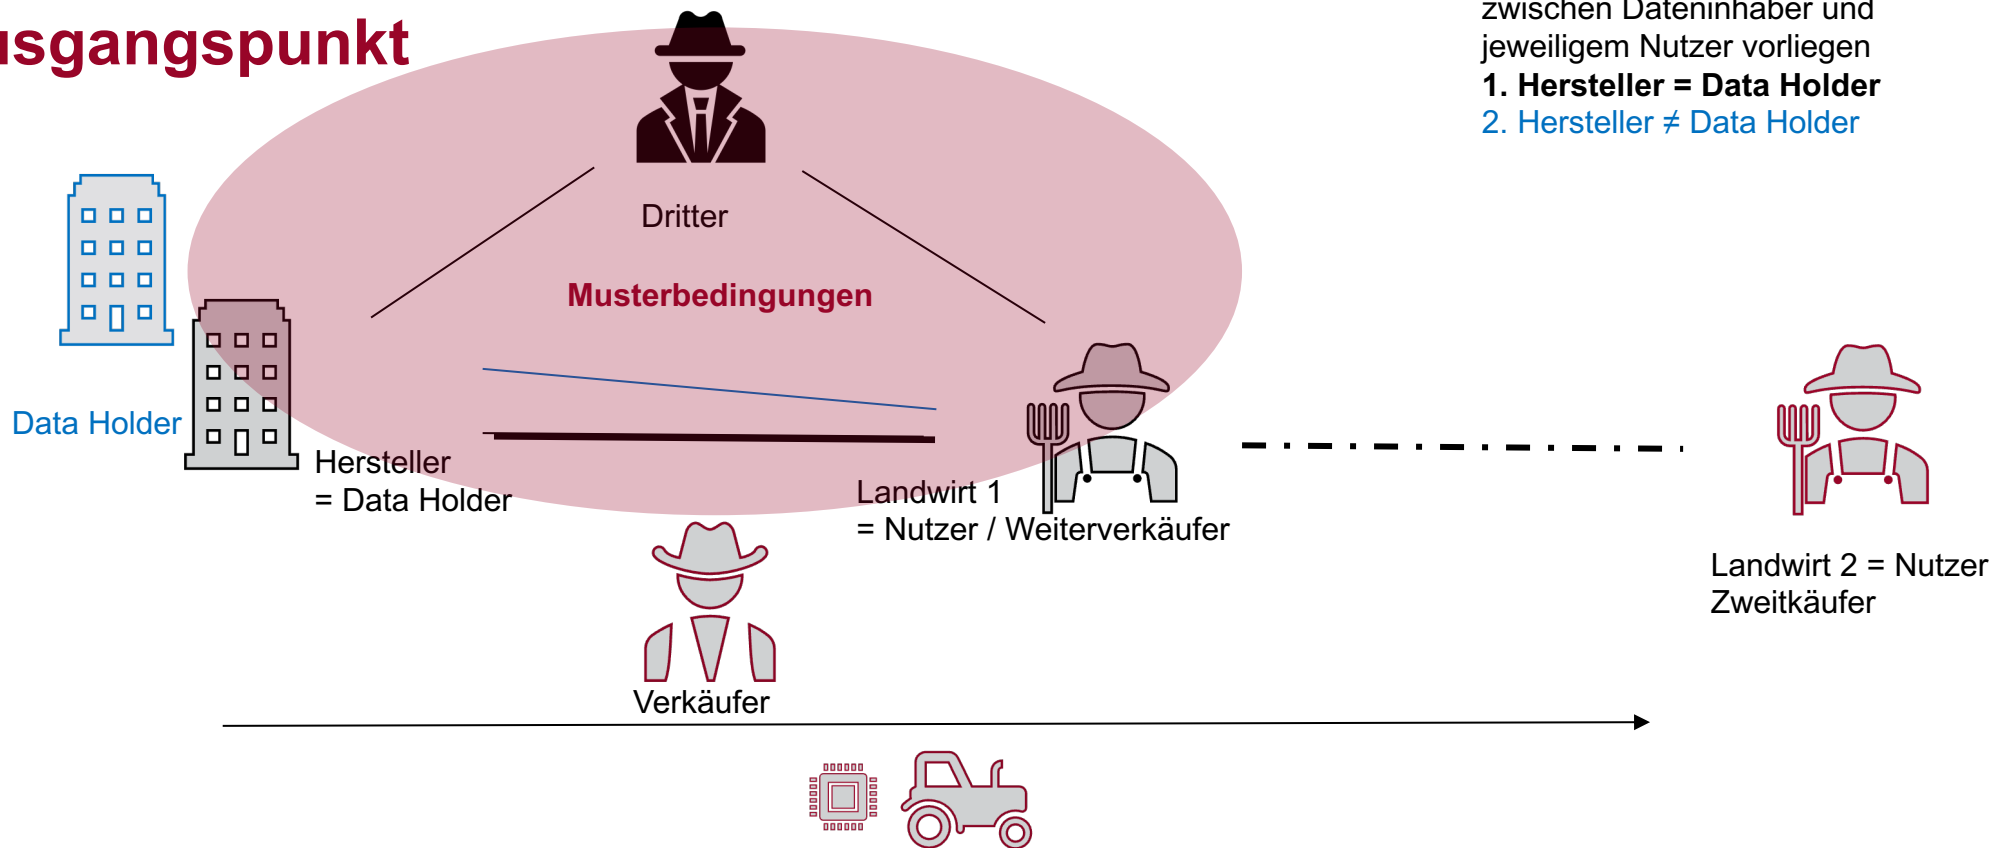 usgangspunkt
zwischen Dateninhaber und
jeweiligem Nutzer vorliegen
1. Hersteller = Data Holder
2. Hersteller ≠ Data Holder
Dritter
Musterbedingungen
Data Holder
Hersteller
= Data Holder
Landwirt 1
= Nutzer / Weiterverkäufer
Landwirt 2 = Nutzer
Zweitkäufer
Verkäufer